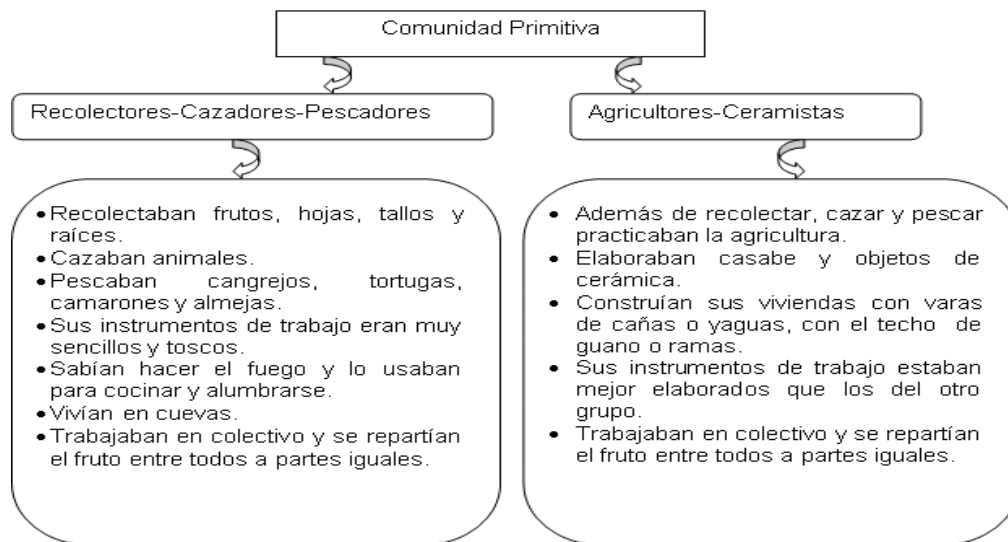 Comunidad Primitiva
Recolectores-Cazadores-Pescadores
Agricultores-Ceramistas
•Recolectaban frutos, hojas, tallos y
raíces.
•Cazaban animales.
•Pescaban cangrejos, tortugas,
camarones y almejas.
•Sus instrumentos de trabajo eran muy
sencillos y toscos.
•Sabían hacer el fuego y lo usaban
para cocinar y alumbrarse.
•Vivían en cuevas.
•Trabajaban en colectivo y se repartían
el fruto entre todos a partes iguales.
• Además de recolectar, cazar y pescar
practicaban la agricultura.
• Elaboraban casabe y objetos de
cerámica.
• Construían sus viviendas con varas
de cañas o yaguas, con el techo de
guano o ramas.
• Sus instrumentos de trabajo estaban
mejor elaborados que los del otro
grupo.
• Trabajaban en colectivo y se repartían
el fruto entre todos a partes iguales.